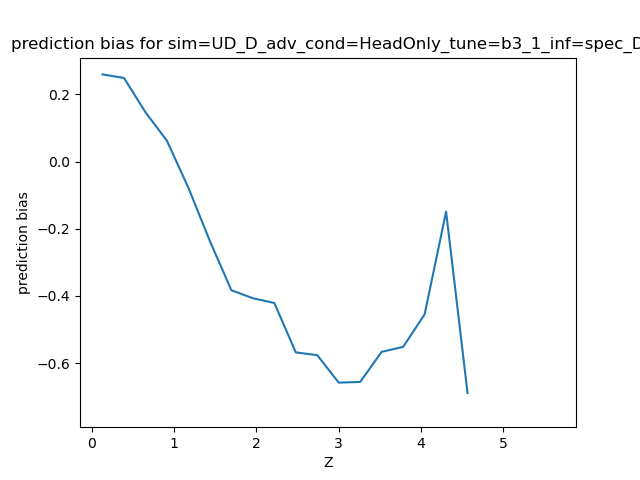 prediction bias for sim=UD_D_adv_cond=HeadOnly_tune=b3_1_inf=spec_D
prediction bias
0.2
0.0
−0.2
−0.4
−0.6
0 1 2 3 4 5
Z